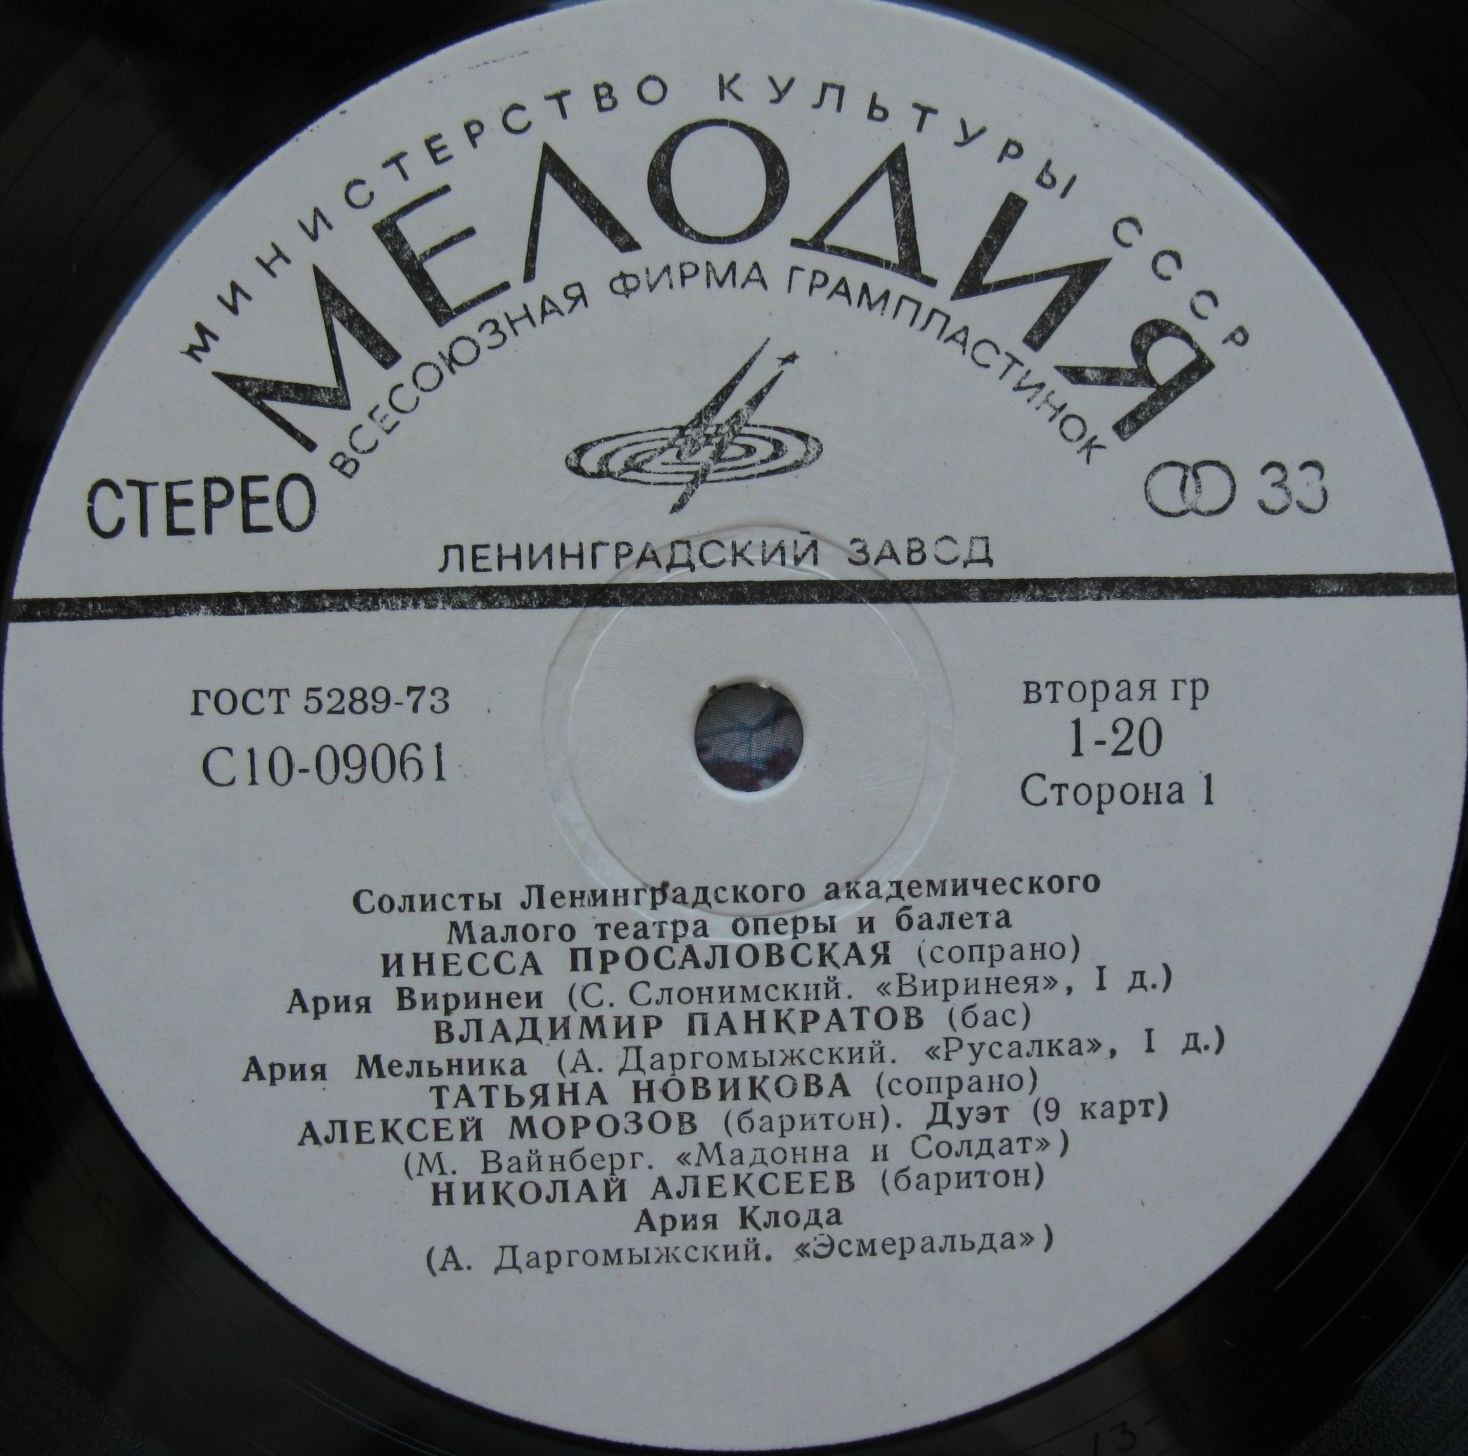 МИНИСТЕРСТВО КУЛЬТУРЫ СССР
МЕЛОДИЯ
ВСЕСОЮЗНАЯ ФИРМА ГРАМПЛАСТИНОК
СТЕРЕО
33
ЛЕНИНГРАДСКИЙ ЗАВОД
ГОСТ 5289-73
С10-09061
вторая гр
1-20
Сторона 1
Солисты Ленинградского академического
Малого театра оперы и балета
ИНЕССА ПРОСАЛОВСКАЯ (сопрано)
Ария Виринеи (С. Слонимский. «Виринея», I д.)
ВЛАДИМИР ПАНКРАТОВ (бас)
Ария Мельника (А. Даргомыжский. «Русалка», I д.)
ТАТЬЯНА НОВИКОВА (сопрано)
АЛЕКСЕЙ МОРОЗОВ (баритон). Дуэт (9 карт)
(М. Вайнберг. «Мадонна и Солдат»)
НИКОЛАЙ АЛЕКСЕЕВ (баритон)
Ария Клода
(А. Даргомыжский. «Эсмеральда»)